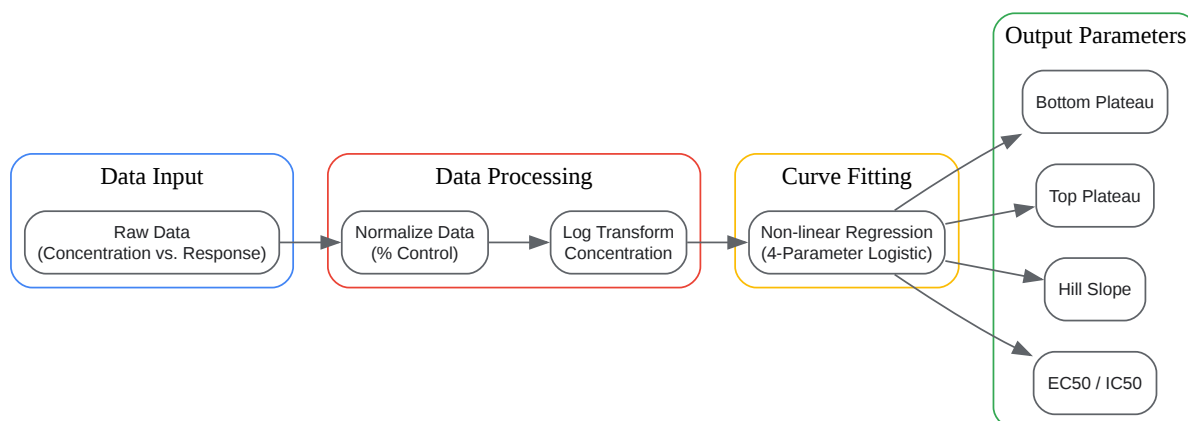 Data Input
Raw Data
(Concentration vs. Response)
Data Processing
Normalize Data
(% Control)
Log Transform
Concentration
Curve Fitting
Non-linear Regression
(4-Parameter Logistic)
Output Parameters
Bottom Plateau
Top Plateau
Hill Slope
EC50 / IC50